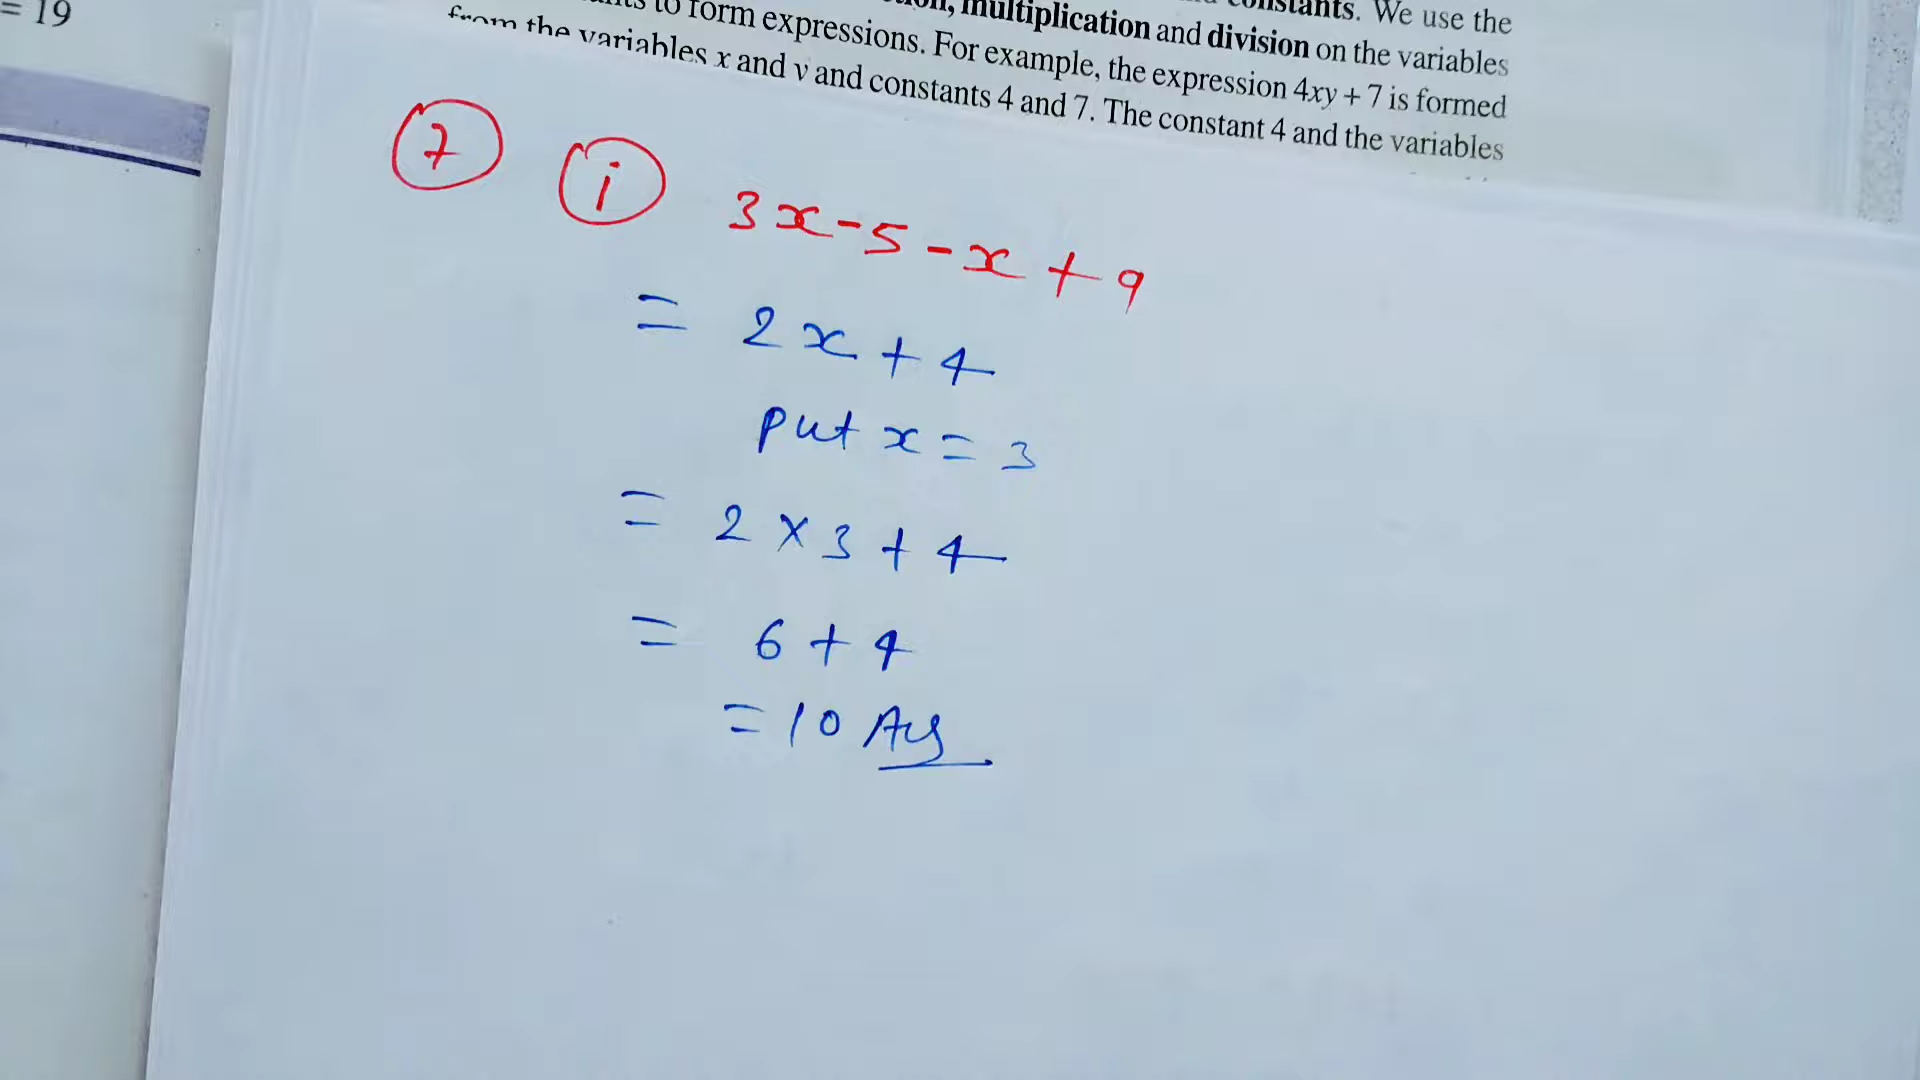 = 19
constants. We use the
multiplication and division on the variables
to form expressions. For example, the expression 4xy + 7 is formed
from the variables x and y and constants 4 and 7. The constant 4 and the variables
7 i 3x-5-x+9
= 2x+4
put x = 3
= 2×3+4
= 6+4
=10 Ans